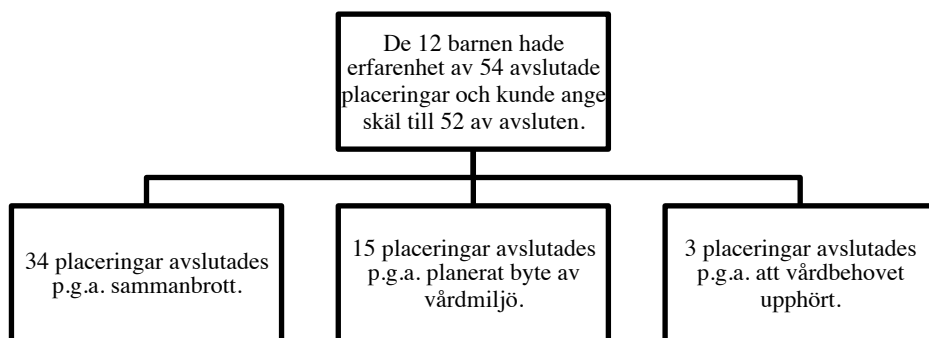 De 12 barnen hade
erfarenhet av 54 avslutade
placeringar och kunde ange
skäl till 52 av avsluten.
34 placeringar avslutades
p.g.a. sammanbrott.
15 placeringar avslutades
p.g.a. planerat byte av
vårdmiljö.
3 placeringar avslutades
p.g.a. att vårdbehovet
upphört.